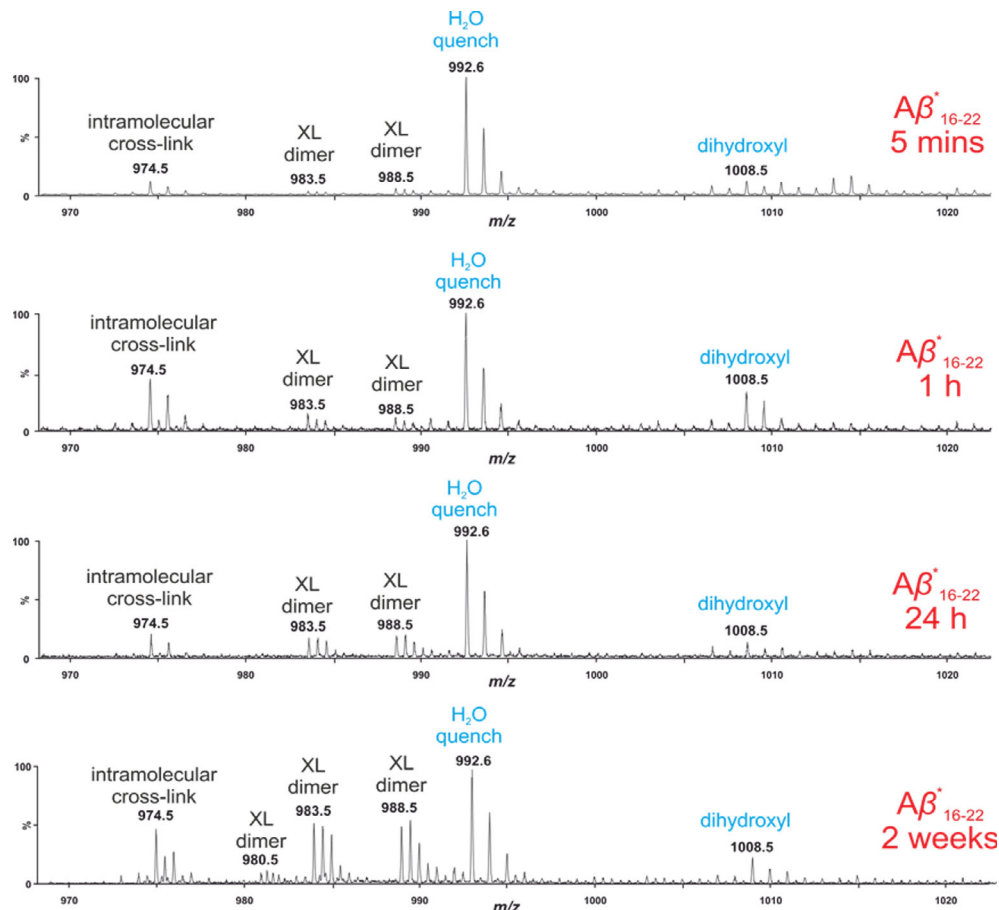 H₂O
quench
992.6
100
%
0
intramolecular
cross-link
974.5
XL
dimer
983.5
XL
dimer
988.5
dihydroxyl
1008.5
Aβ*16-22
5 mins
970 980 990 1000 1010 1020
m/z
H₂O
quench
992.6
100
%
0
intramolecular
cross-link
974.5
XL
dimer
983.5
XL
dimer
988.5
dihydroxyl
1008.5
Aβ*16-22
1 h
970 980 990 1000 1010 1020
m/z
H₂O
quench
992.6
100
%
0
intramolecular
cross-link
974.5
XL
dimer
983.5
XL
dimer
988.5
dihydroxyl
1008.5
Aβ*16-22
24 h
970 980 990 1000 1010 1020
m/z
H₂O
quench
992.6
100
%
0
intramolecular
cross-link
974.5
XL
dimer
980.5
XL
dimer
983.5
XL
dimer
988.5
dihydroxyl
1008.5
Aβ*16-22
2 weeks
970 980 990 1000 1010 1020
m/z